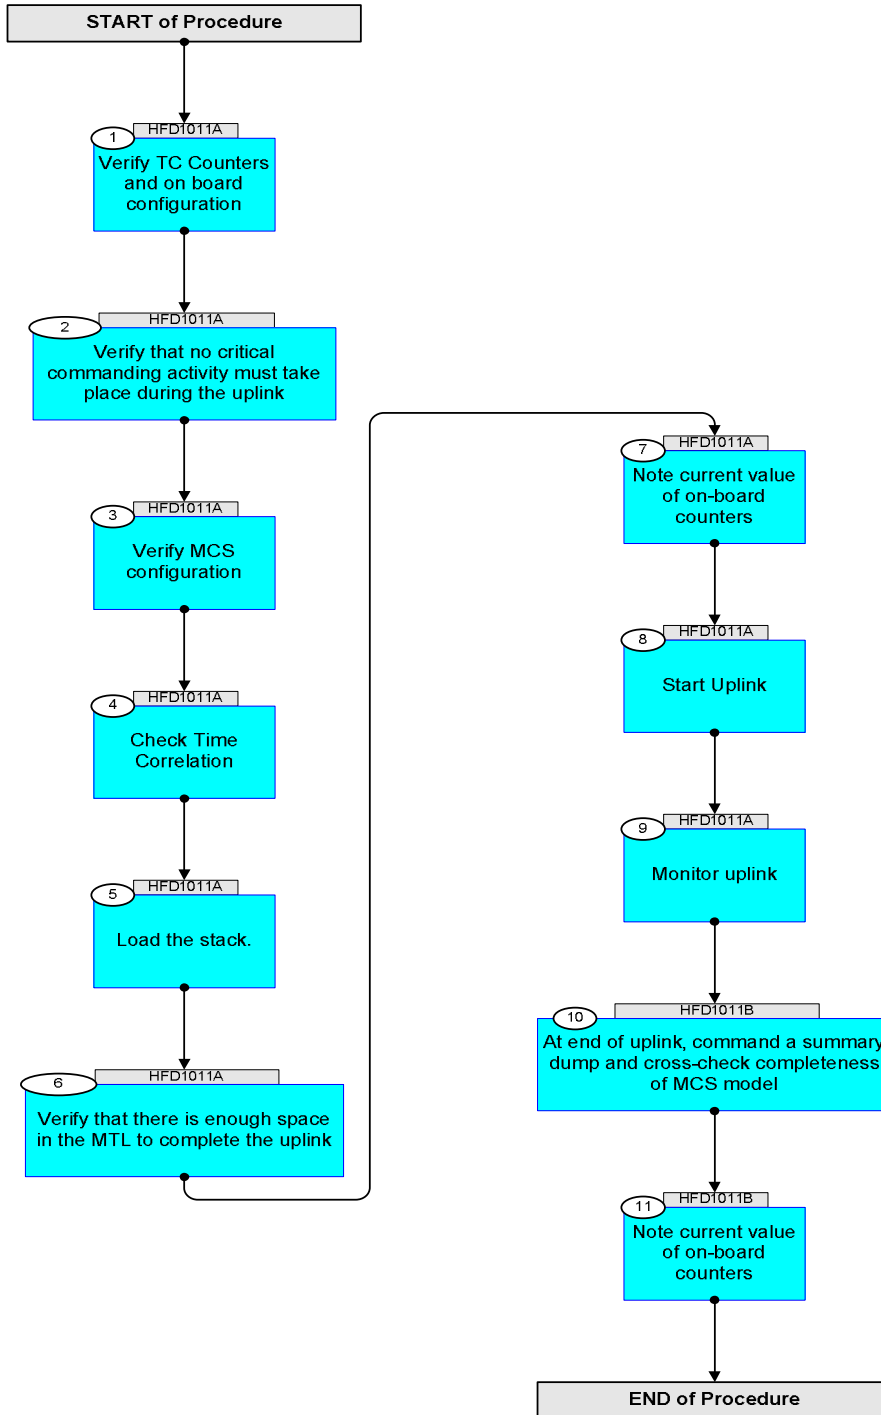 START of Procedure
HFD1011A
1
Verify TC Counters
and on board
configuration
HFD1011A
2
Verify that no critical
commanding activity must take
place during the uplink
HFD1011A
3
Verify MCS
configuration
HFD1011A
4
Check Time
Correlation
HFD1011A
5
Load the stack.
HFD1011A
6
Verify that there is enough space
in the MTL to complete the uplink
HFD1011A
7
Note current value
of on-board
counters
HFD1011A
8
Start Uplink
HFD1011A
9
Monitor uplink
HFD1011B
10
At end of uplink, command a summary
dump and cross-check completeness
of MCS model
HFD1011B
11
Note current value
of on-board
counters
END of Procedure